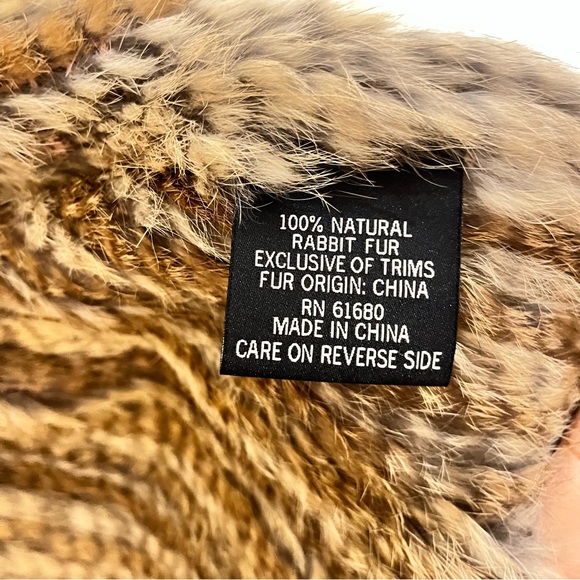 100% NATURAL
RABBIT FUR
EXCLUSIVE OF TRIMS
FUR ORIGIN: CHINA
RN 61680
MADE IN CHINA
CARE ON REVERSE SIDE